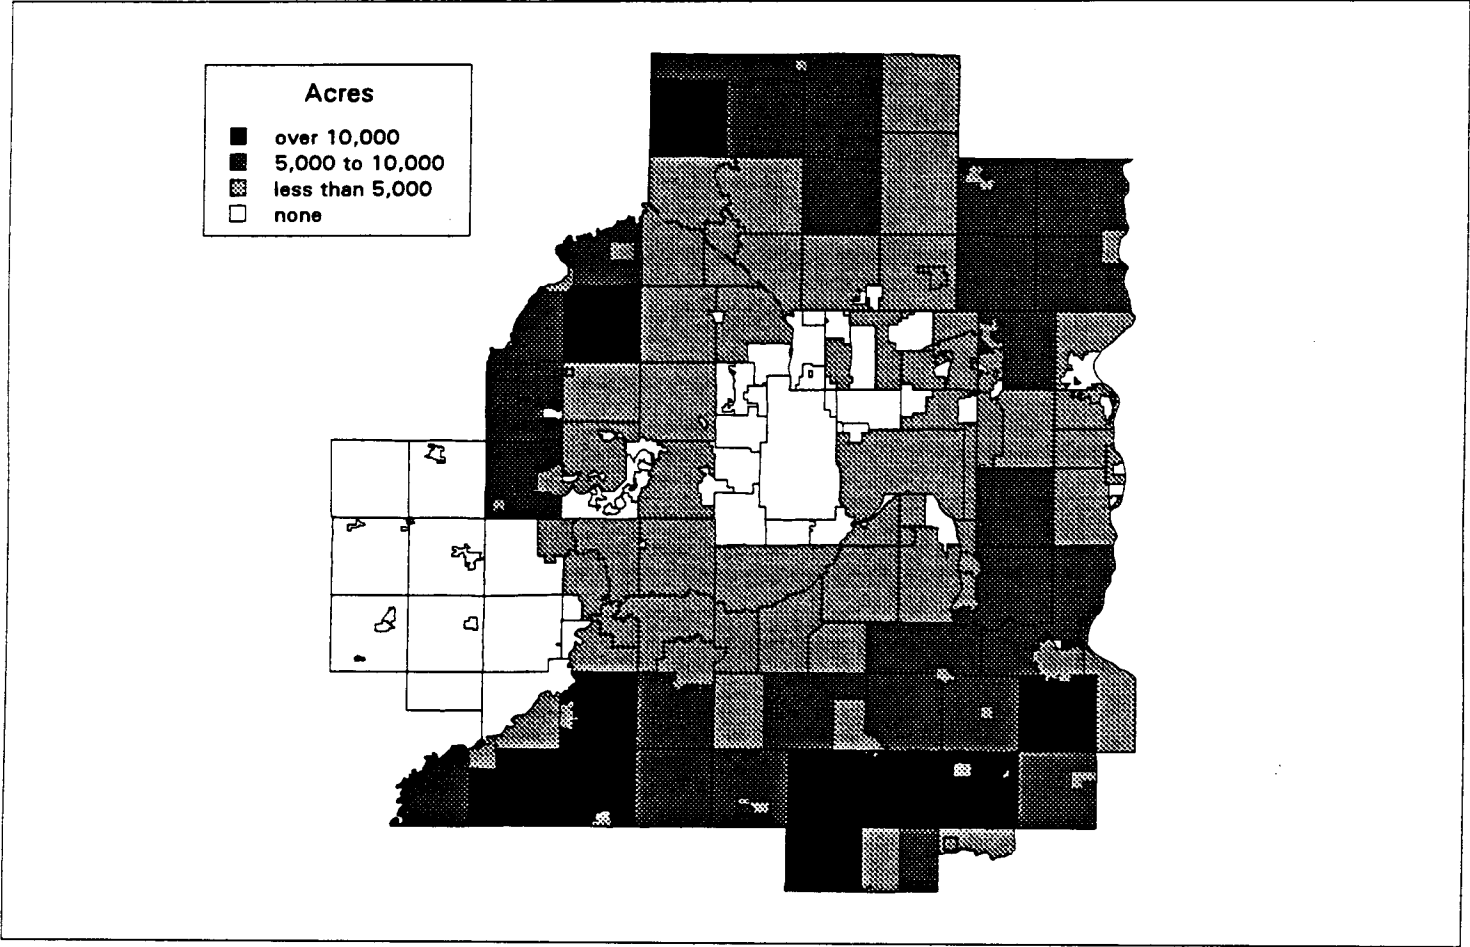 Acres
over 10,000
5,000 to 10,000
less than 5,000
none